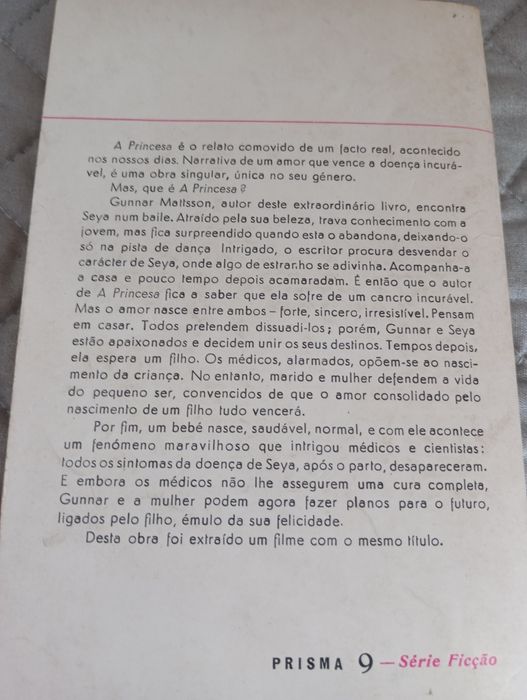 A Princesa é o relato comovido de um facto real, acontecido
nos nossos dias. Narrativa de um amor que vence a doença incurá-
vel, é uma obra singular, única no seu género.
Mas, que é A Princesa?
Gunnar Mattsson, autor deste extraordinário livro, encontra
Seya num baile. Atraído pela sua beleza, trava conhecimento com a
jovem, mas fica surpreendido quando esta o abandona, deixando-o
só na pista de dança Intrigado, o escritor procura desvendar o
carácter de Seya, onde algo de estranho se adivinha. Acompanha-a
a casa e pouco tempo depois acamaradam. É então que o autor
de A Princesa fica a saber que ela sofre de um cancro incurável.
Mas o amor nasce entre ambos – forte, sincero, irresistível. Pensam
em casar. Todos pretendem dissuadi-los; porém, Gunnar e Seya
estão apaixonados e decidem unir os seus destinos. Tempos depois,
ela espera um filho. Os médicos, alarmados, opõem-se ao nasci-
mento da criança. No entanto, marido e mulher defendem a vida
do pequeno ser, convencidos de que o amor consolidado pelo
nascimento de um filho tudo vencerá.
Por fim, um bebé nasce, saudável, normal, e com ele acontece
um fenómeno maravilhoso que intrigou médicos e cientistas:
todos os sintomas da doença de Seya, após o parto, desapareceram.
E embora os médicos não lhe assegurem uma cura completa,
Gunnar e a mulher podem agora fazer planos para o futuro,
ligados pelo filho, émulo da sua felicidade.
Desta obra foi extraído um filme com o mesmo título.
PRISMA 9 — Série Ficção